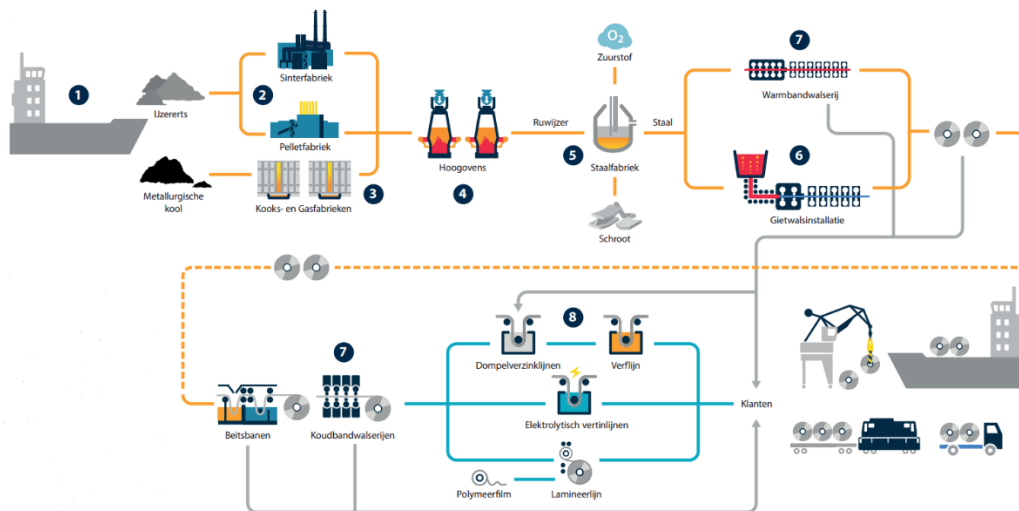 1
IJzererts
Metallurgische
kool
2
Sinterfabriek
Pelletfabriek
Kooks- en Gasfabrieken
3
Hoogovens
4
Ruwijzer
O2
Zuurstof
5
Staalfabriek
Schroot
Staal
7
Warmbandwalserij
6
Gietwalsinstallatie
Beitsbanen
7
Koudbandwalserijen
8
Dompelverzinklijnen
Verflijn
Elektrolytisch vertinlijnen
Polymeerfilm
Lamineerlijn
Klanten